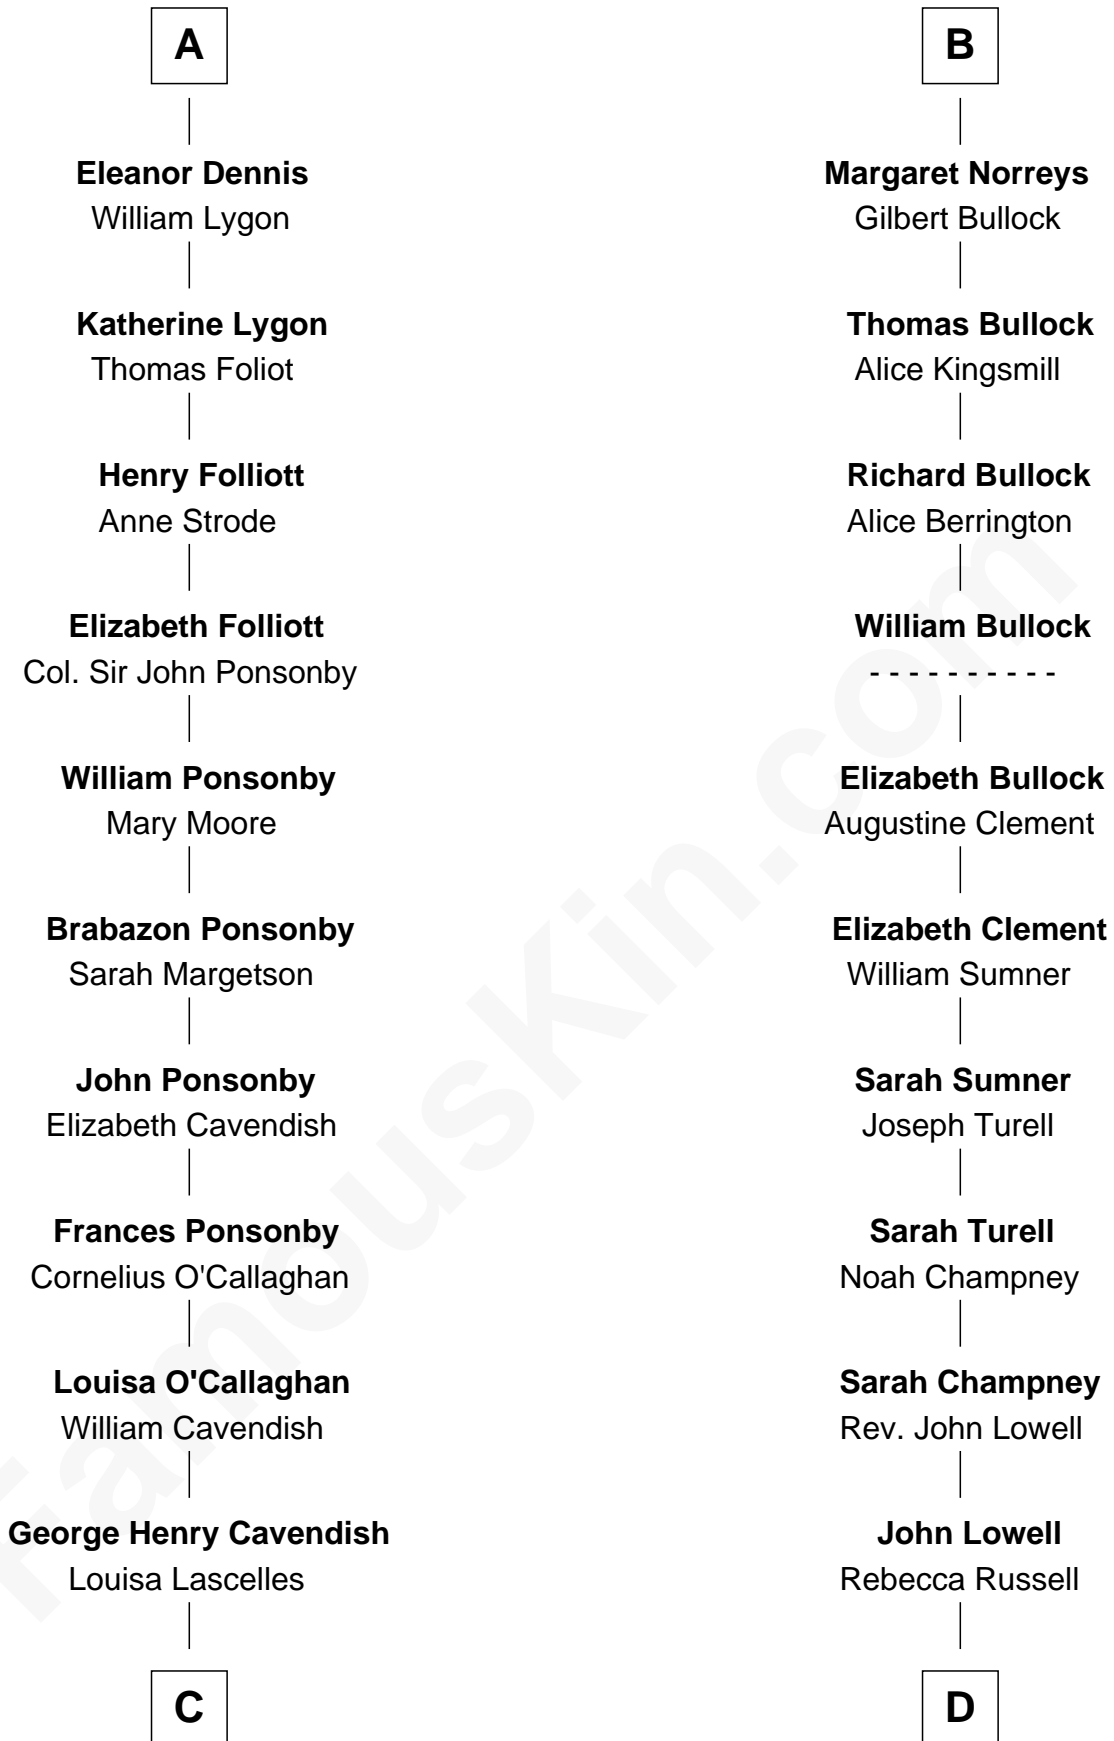 A
Eleanor Dennis
William Lygon
Katherine Lygon
Thomas Foliot
Henry Folliott
Anne Strode
Elizabeth Folliott
Col. Sir John Ponsonby
William Ponsonby
Mary Moore
Brabazon Ponsonby
Sarah Margetson
John Ponsonby
Elizabeth Cavendish
Frances Ponsonby
Cornelius O'Callaghan
Louisa O'Callaghan
William Cavendish
George Henry Cavendish
Louisa Lascelles
C
B
Margaret Norreys
Gilbert Bullock
Thomas Bullock
Alice Kingsmill
Richard Bullock
Alice Berrington
William Bullock
- - - - - - - - - -
Elizabeth Bullock
Augustine Clement
Elizabeth Clement
William Sumner
Sarah Sumner
Joseph Turell
Sarah Turell
Noah Champney
Sarah Champney
Rev. John Lowell
John Lowell
Rebecca Russell
D
FamousKin.com